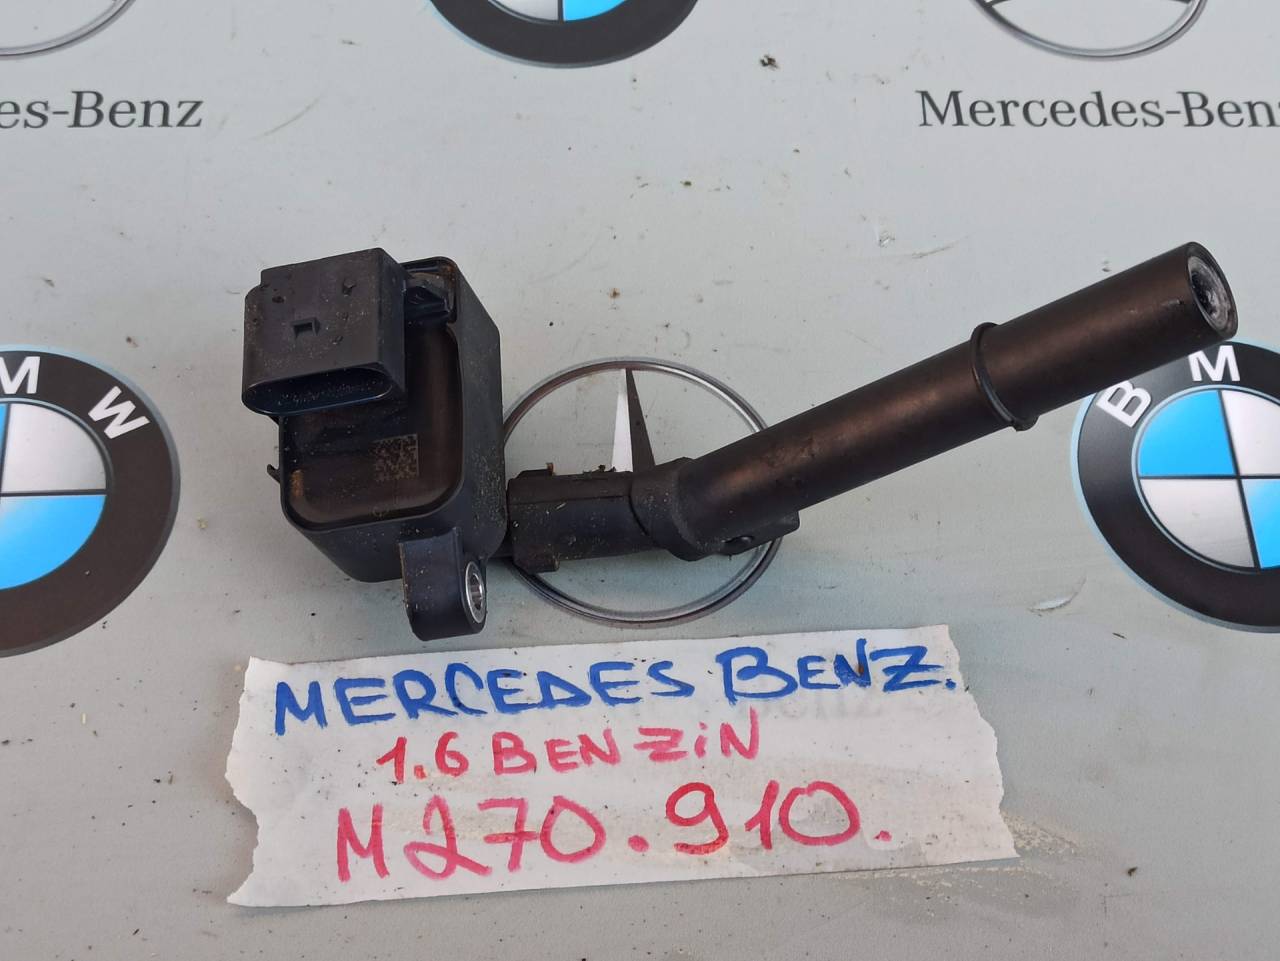 es-Benz
Mercedes-Benz
M W
B M
MERCEDES BENZ.
1.6 BENZiN
M270.910.